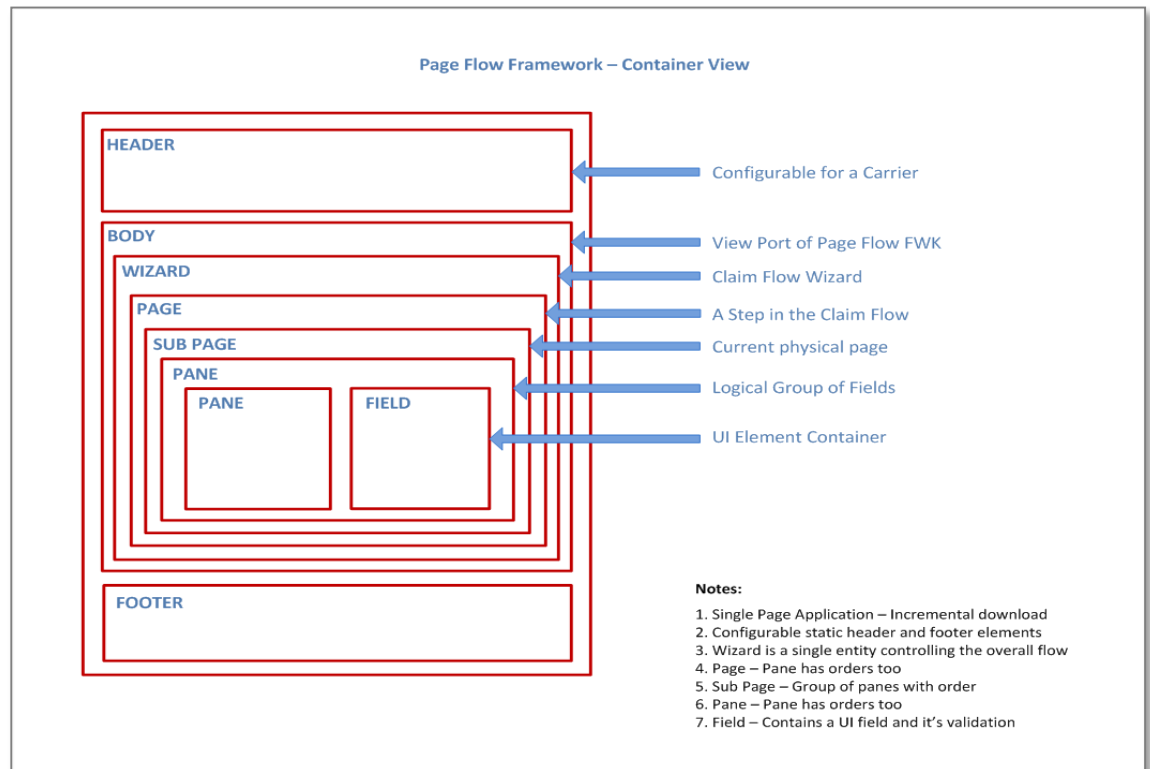 Page Flow Framework – Container View
HEADER
Configurable for a Carrier
BODY
View Port of Page Flow FWK
WIZARD
Claim Flow Wizard
PAGE
A Step in the Claim Flow
SUB PAGE
Current physical page
PANE
Logical Group of Fields
PANE
FIELD
UI Element Container
FOOTER
Notes:
1. Single Page Application – Incremental download
2. Configurable static header and footer elements
3. Wizard is a single entity controlling the overall flow
4. Page – Pane has orders too
5. Sub Page – Group of panes with order
6. Pane – Pane has orders too
7. Field – Contains a UI field and it's validation